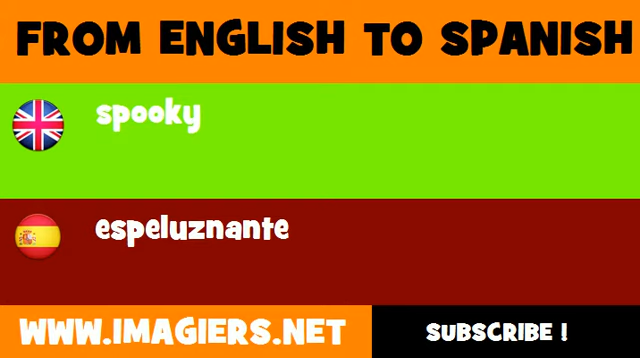 FROM ENGLISH TO SPANISH
spooky
espeluznante
WWW.IMAGIERS.NET
SUBSCRIBE !